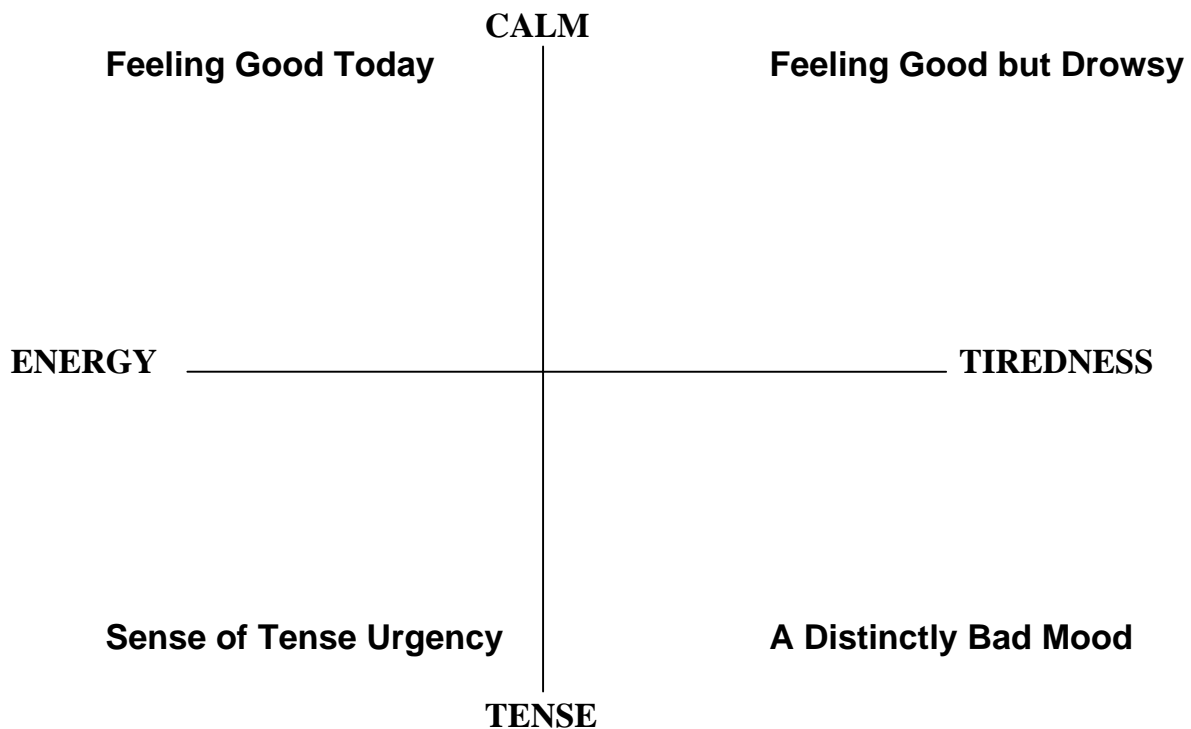 CALM
Feeling Good Today
Feeling Good but Drowsy
ENERGY
TIREDNESS
Sense of Tense Urgency
A Distinctly Bad Mood
TENSE